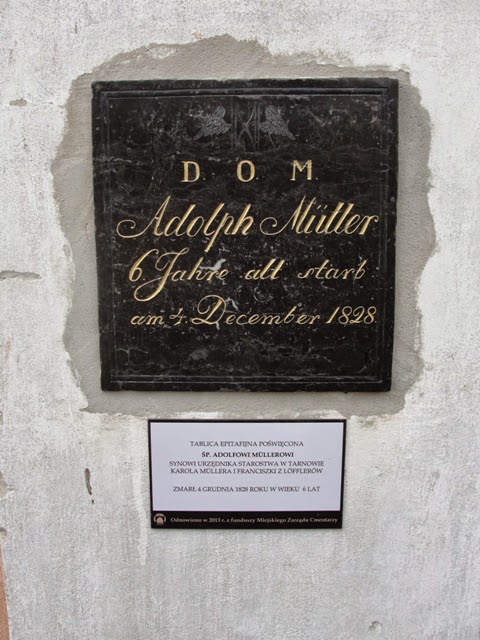 D. O. M.
Adolph Müller
6 Jahre alt starb
am 4. December 1828.
TABLICA EPITAFIJNA POŚWIĘCONA
ŚP. ADOLFOWI MÜLLEROWI
SYNOWI URZĘDNIKA STAROSTWA W TARNOWIE
KAROLA MÜLLERA I FRANCISZKI Z LÖFFLERÓW
ZMARŁ 4 GRUDNIA 1828 ROKU W WIEKU 6 LAT
Odnowiono w 2013 r. z funduszy Miejskiego Zarządu Cmentarzy